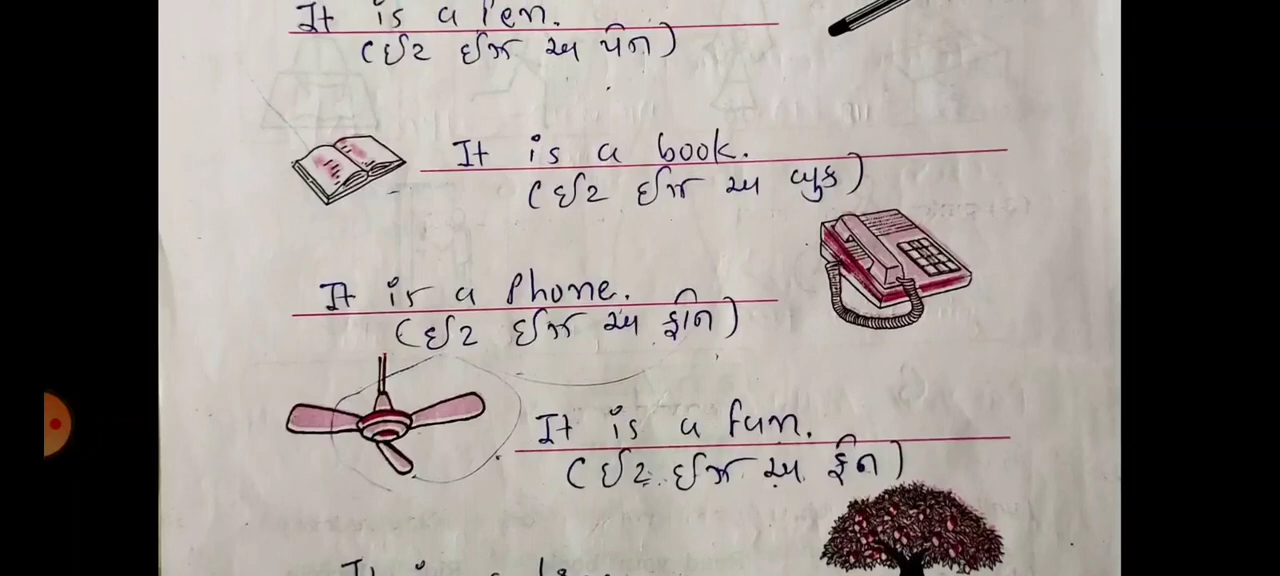 It is a Pen.
(ઈટ ઈઝ અ પેન)
It is a book.
(ઈટ ઈઝ અ બુક)
It is a Phone.
(ઈટ ઈઝ અ ફોન)
It is a fan.
(ઈટ ઈઝ અ ફેન)